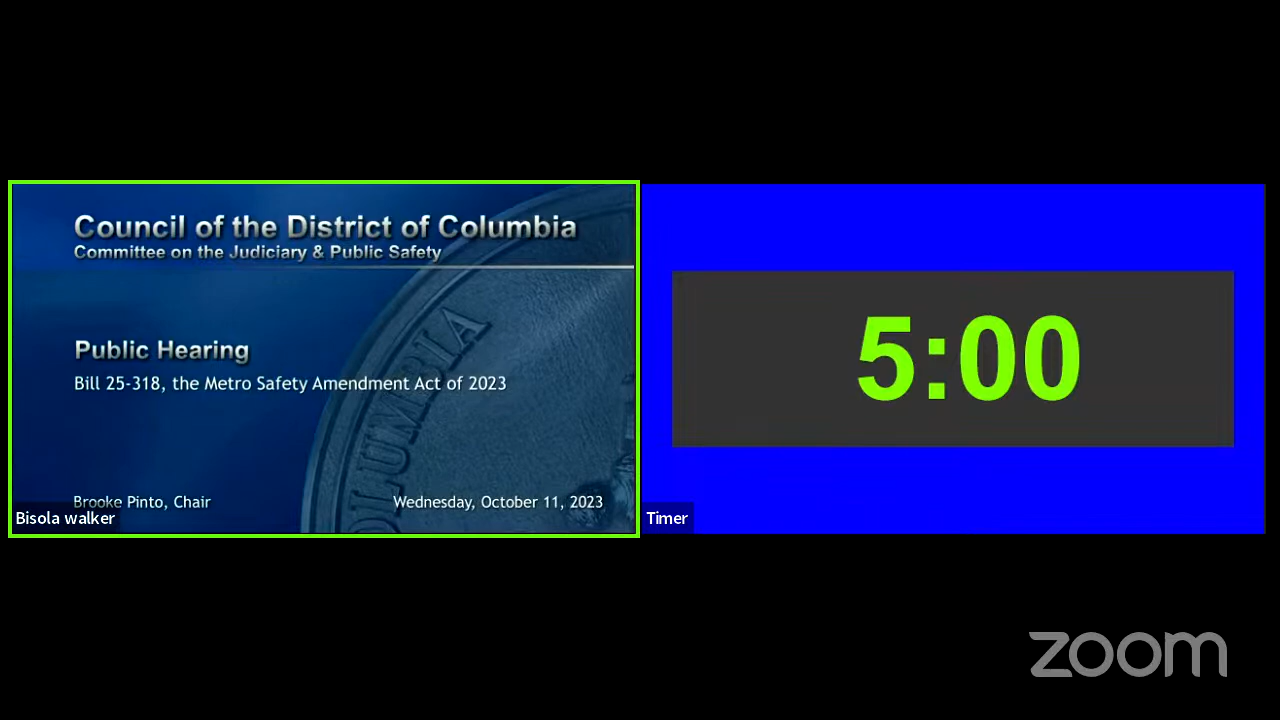 Council of the District of Columbia
Committee on the Judiciary & Public Safety
Public Hearing
Bill 25-318, the Metro Safety Amendment Act of 2023
COLUMBIA
Brooke Pinto, Chair
Wednesday, October 11, 2023
Bisola walker
5:00
Timer
zoom